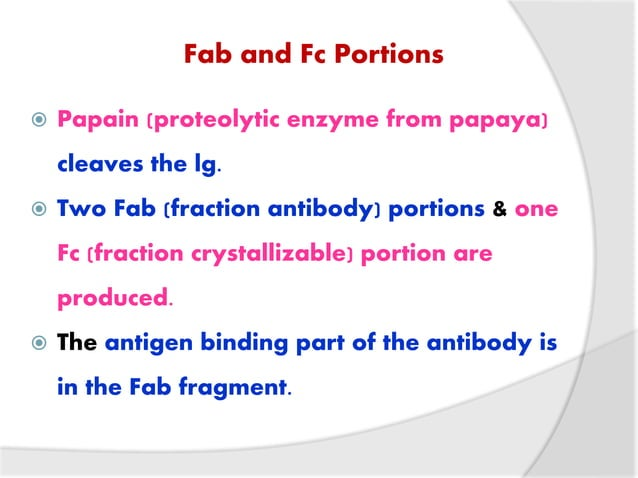 Fab and Fc Portions
Papain (proteolytic enzyme from papaya)
cleaves the lg.
Two Fab (fraction antibody) portions & one
Fc (fraction crystallizable) portion are
produced.
The antigen binding part of the antibody is
in the Fab fragment.